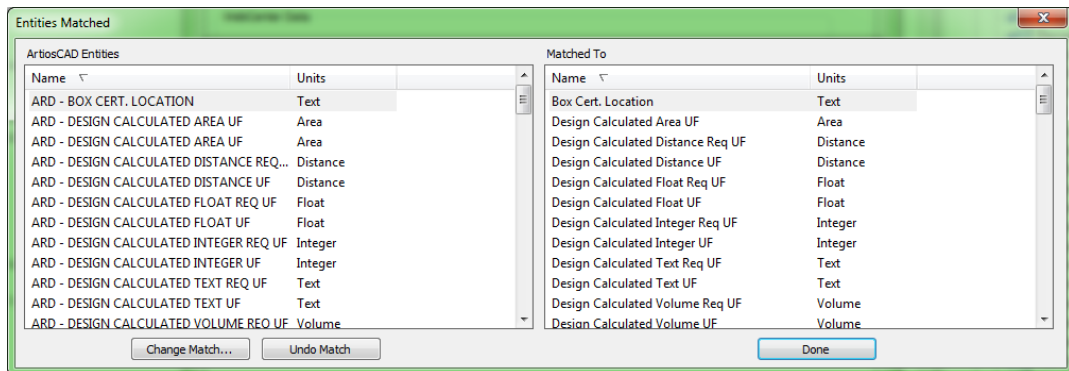 Entities Matched
X
ArtiosCAD Entities
Name Units
ARD - BOX CERT. LOCATION Text
ARD - DESIGN CALCULATED AREA UF Area
ARD - DESIGN CALCULATED AREA UF Area
ARD - DESIGN CALCULATED DISTANCE REQ... Distance
ARD - DESIGN CALCULATED DISTANCE UF Distance
ARD - DESIGN CALCULATED FLOAT REQ UF Float
ARD - DESIGN CALCULATED FLOAT UF Float
ARD - DESIGN CALCULATED INTEGER REQ UF Integer
ARD - DESIGN CALCULATED INTEGER UF Integer
ARD - DESIGN CALCULATED TEXT REQ UF Text
ARD - DESIGN CALCULATED TEXT UF Text
ARD - DESIGN CALCULATED VOLUME REQ UF Volume
Change Match... Undo Match
Matched To
Name Units
Box Cert. Location Text
Design Calculated Area UF Area
Design Calculated Distance Req UF Distance
Design Calculated Distance UF Distance
Design Calculated Float Req UF Float
Design Calculated Float UF Float
Design Calculated Integer Req UF Integer
Design Calculated Integer UF Integer
Design Calculated Text Req UF Text
Design Calculated Text UF Text
Design Calculated Volume Req UF Volume
Design Calculated Volume UF Volume
Done